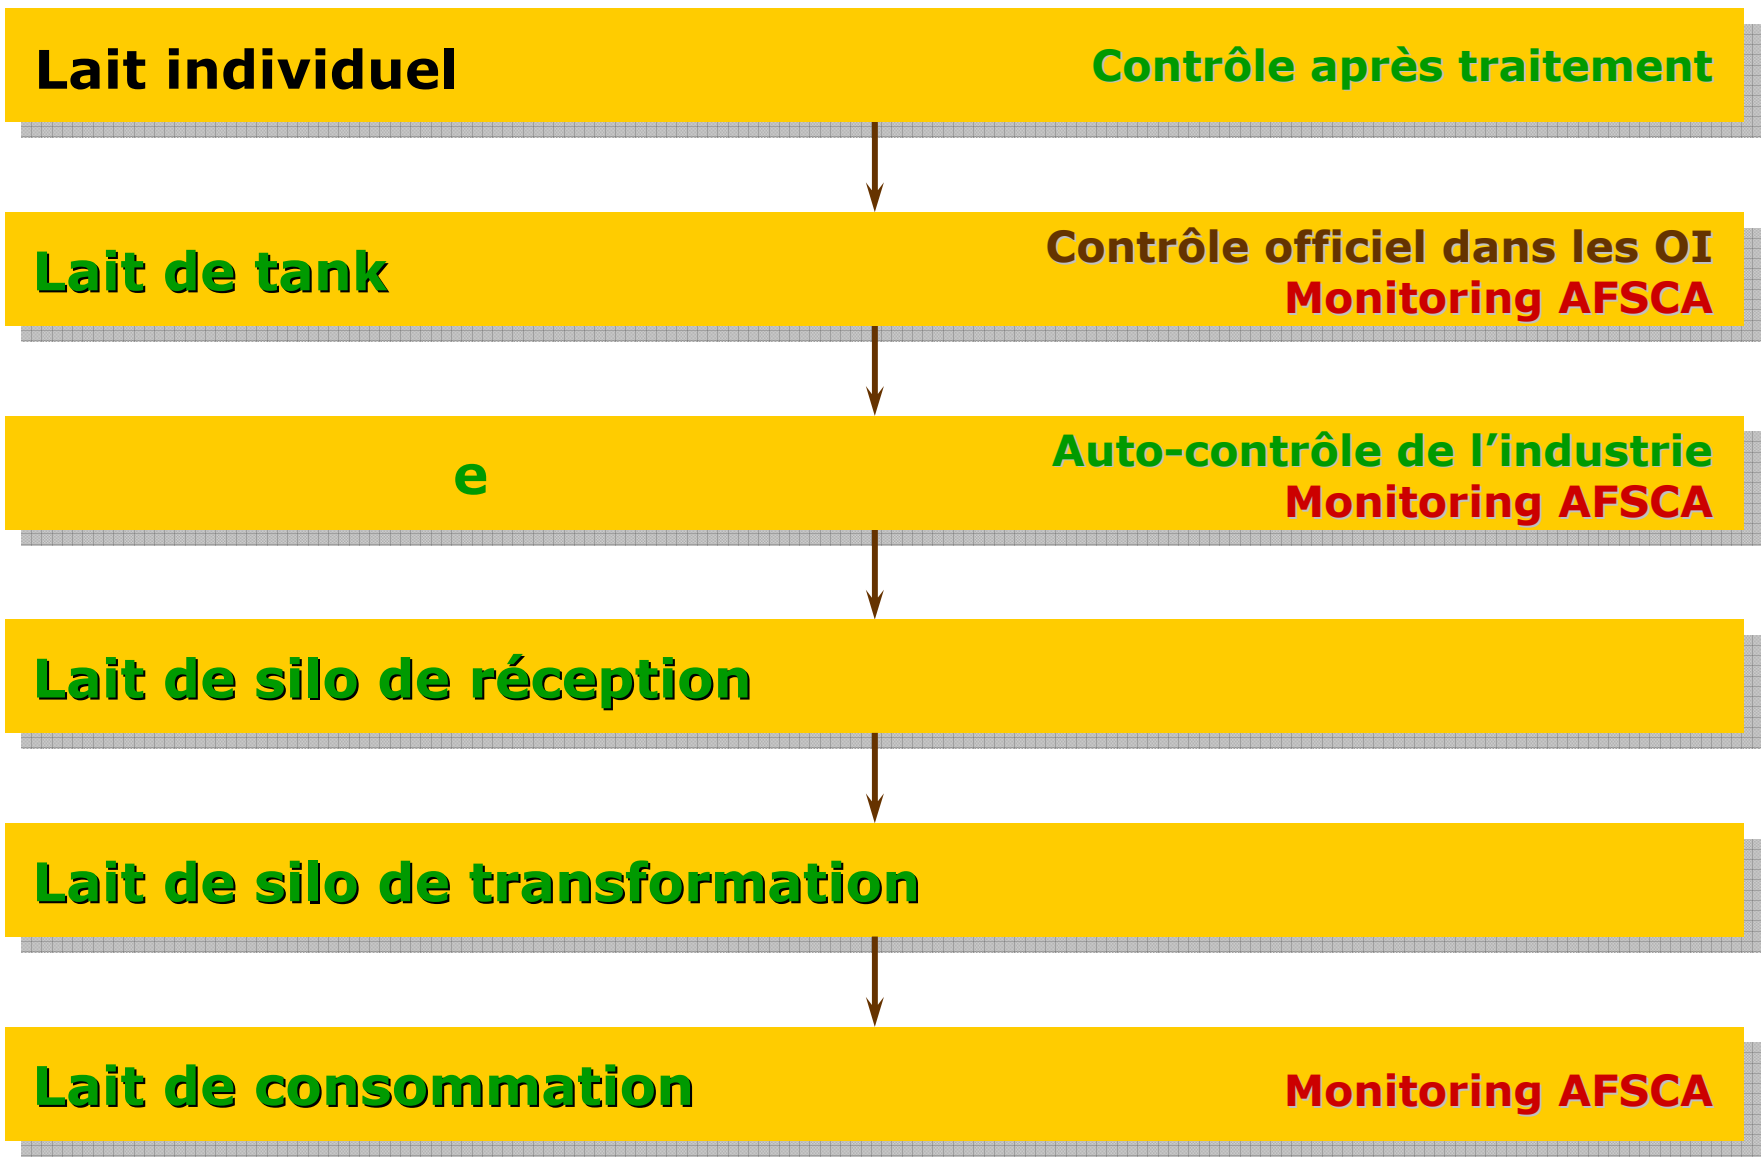 Lait individuel
Contrôle après traitement
Lait de tank
Contrôle officiel dans les OI
Monitoring AFSCA
e
Auto-contrôle de l’industrie
Monitoring AFSCA
Lait de silo de réception
Lait de silo de transformation
Lait de consommation
Monitoring AFSCA